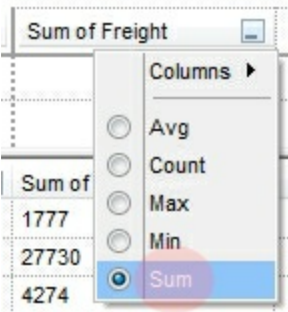 Sum of Freight
Columns
Avg
Count
Max
Min
Sum
Sum of
1777
27730
4274